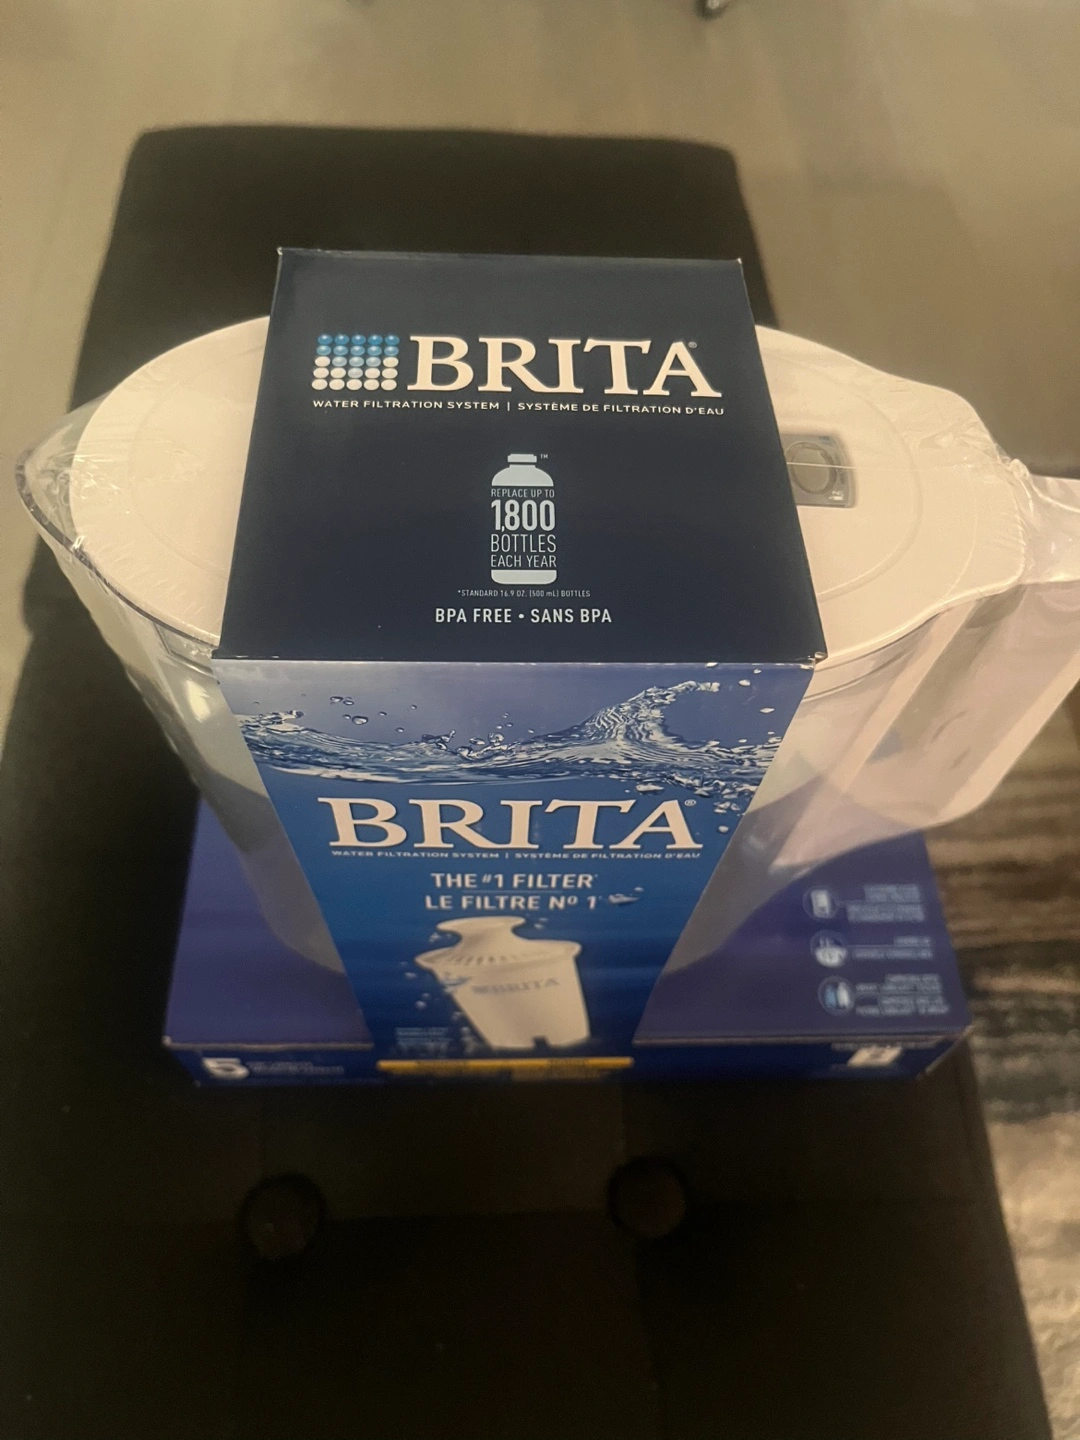 BRITA®
WATER FILTRATION SYSTEM | SYSTÈME DE FILTRATION D'EAU
™
REPLACE UP TO
1,800
BOTTLES
EACH YEAR
*STANDARD 16.9 OZ. (500 mL) BOTTLES
BPA FREE • SANS BPA
BRITA®
WATER FILTRATION SYSTEM | SYSTÈME DE FILTRATION D'EAU
THE #1 FILTER*
LE FILTRE Nº 1*
BRITA
5